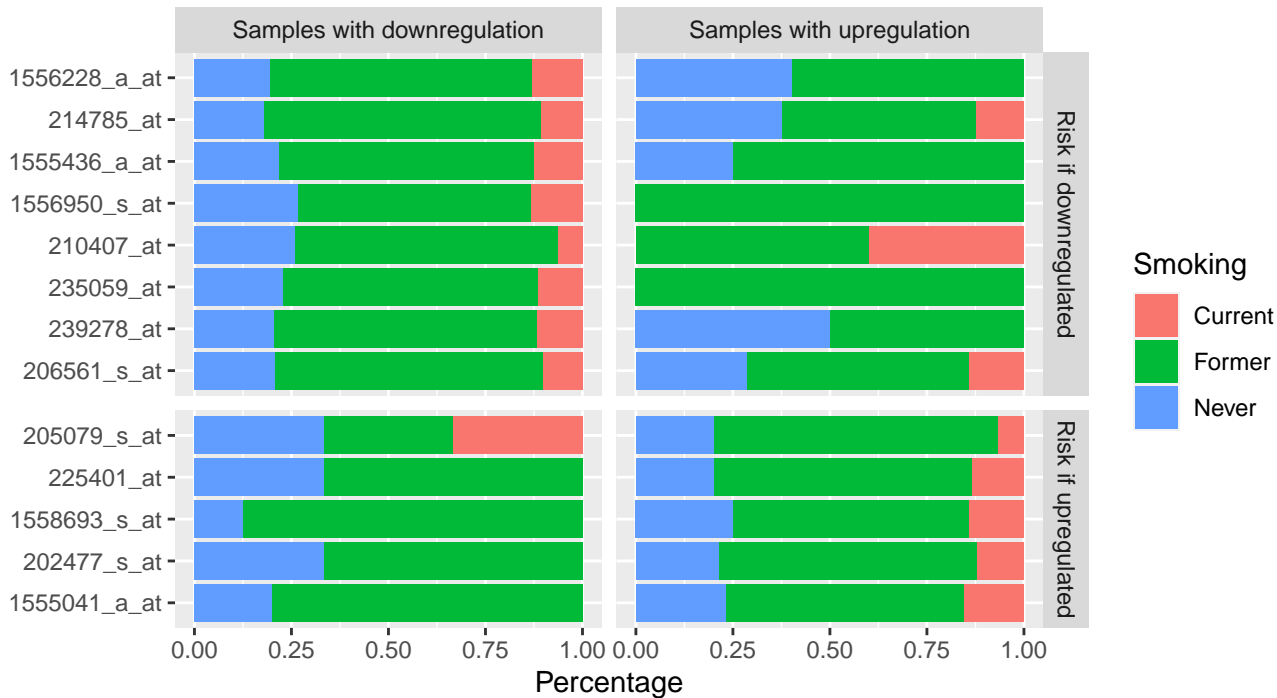 Samples with downregulation
Samples with upregulation
1556228_a_at
214785_at
1555436_a_at
1556950_s_at
210407_at
235059_at
239278_at
206561_s_at
Risk if downregulated
205079_s_at
225401_at
1558693_s_at
202477_s_at
1555041_a_at
Risk if upregulated
0.00 0.25 0.50 0.75 1.00
0.00 0.25 0.50 0.75 1.00
Percentage
Smoking
Current
Former
Never